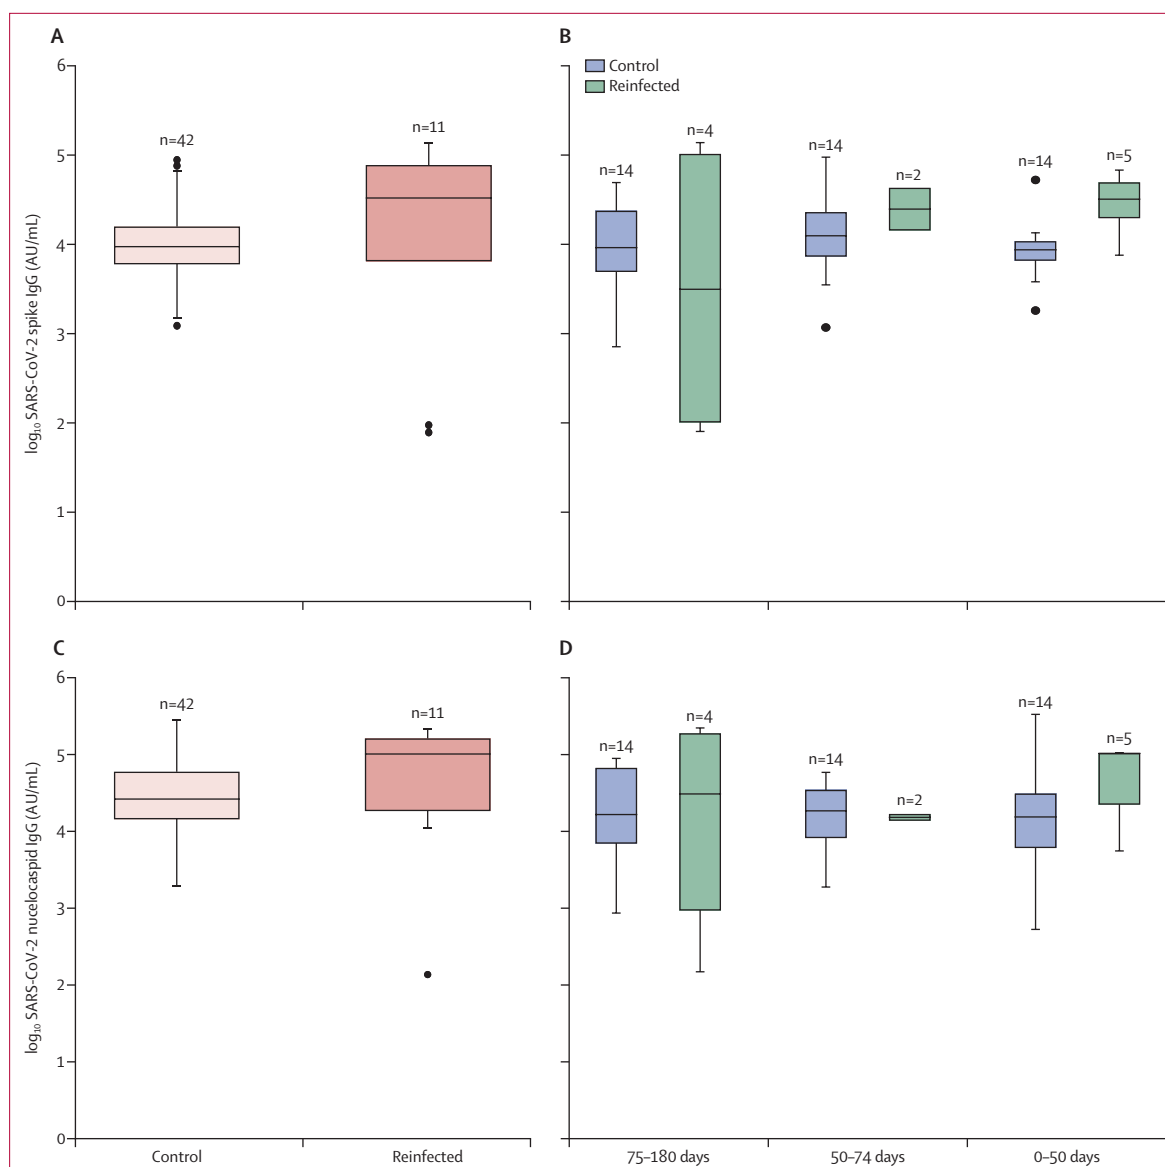 A
B
Control
Reinfected
log₁₀ SARS-CoV-2 spike IgG (AU/mL)
6
5
4
3
2
1
0
n=42
n=11
n=14
n=4
n=14
n=2
n=14
n=5
C
D
log₁₀ SARS-CoV-2 nucelocaspid IgG (AU/mL)
6
5
4
3
2
1
0
n=42
n=11
n=14
n=4
n=14
n=2
n=14
n=5
Control
Reinfected
75–180 days
50–74 days
0–50 days